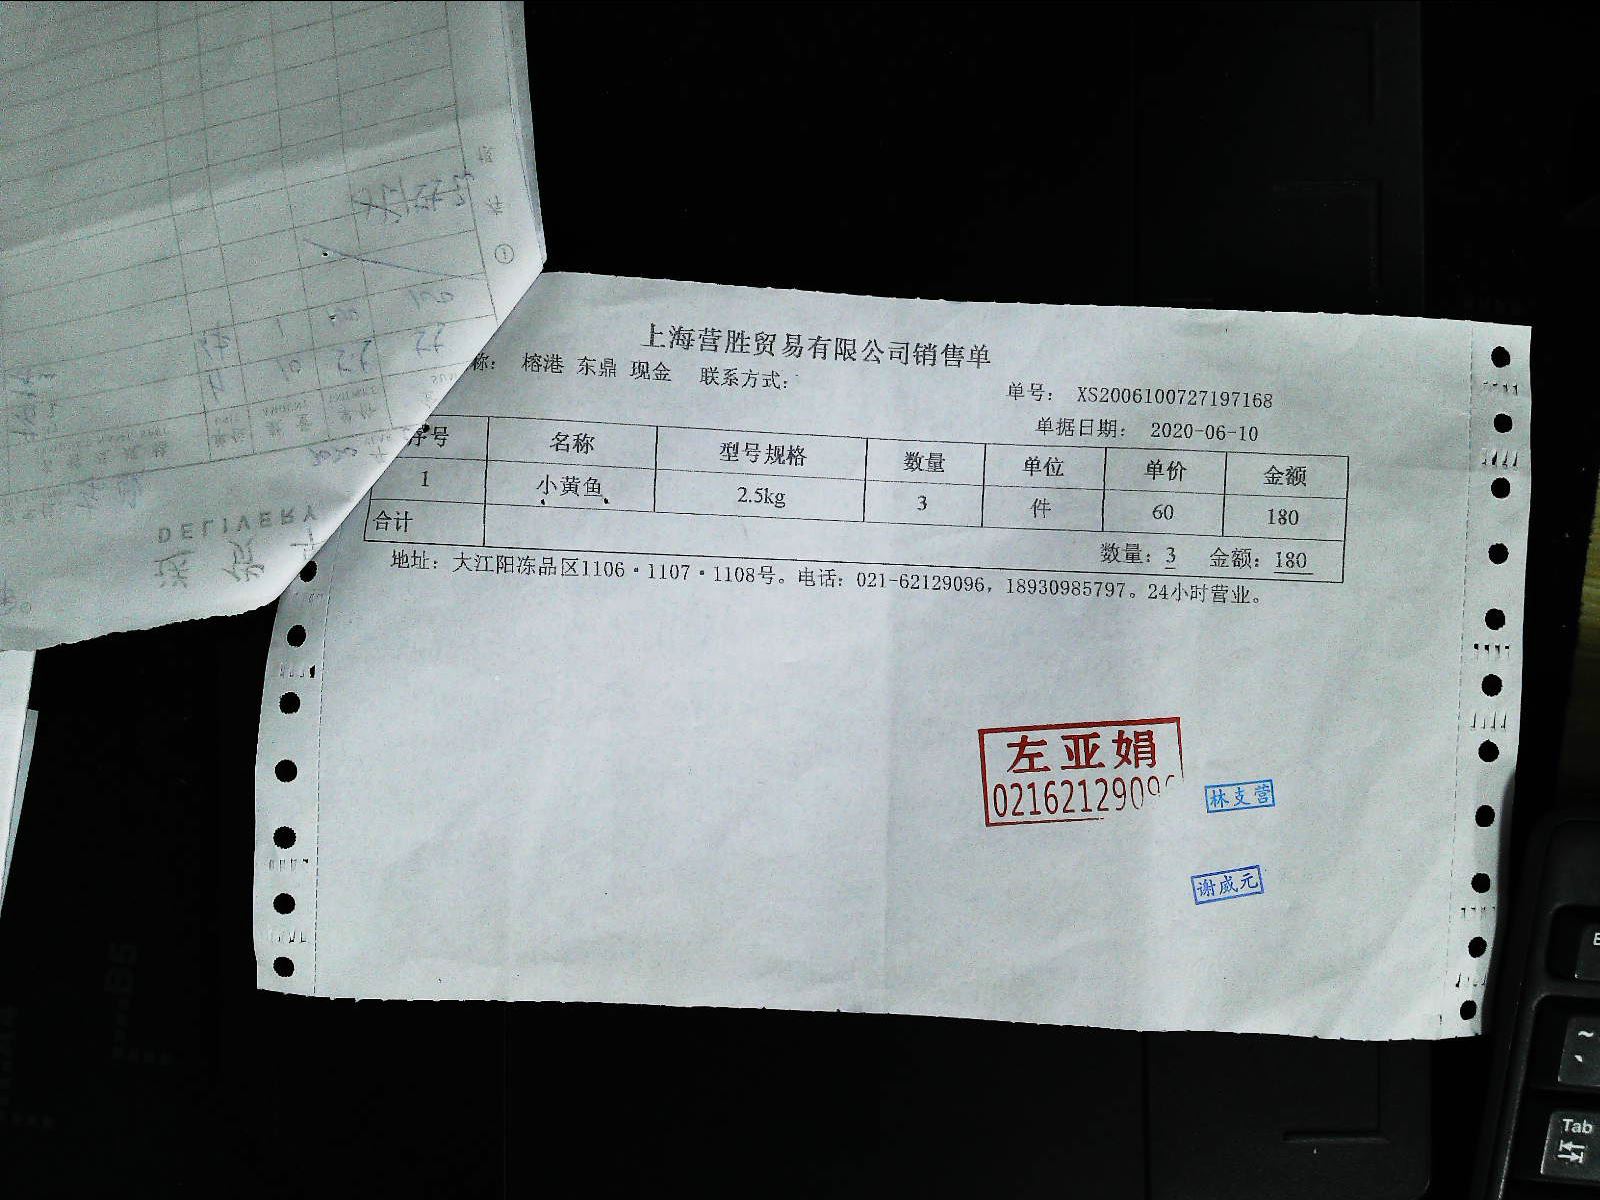 上海营胜贸易有限公司销售单
称： 榕港 东鼎 现金 联系方式：
单号： XS2006100727197168
单据日期： 2020-06-10
序号 名称 型号规格 数量 单位 单价 金额
1 小黄鱼 2.5kg 3 件 60 180
合计 数量：3 金额：180
地址：大江阳冻品区1106·1107·1108号。电话：021-62129096，18930985797。24小时营业。
左亚娟
0216212909
林支营
谢威元
DELIVERY
送货单
Tab